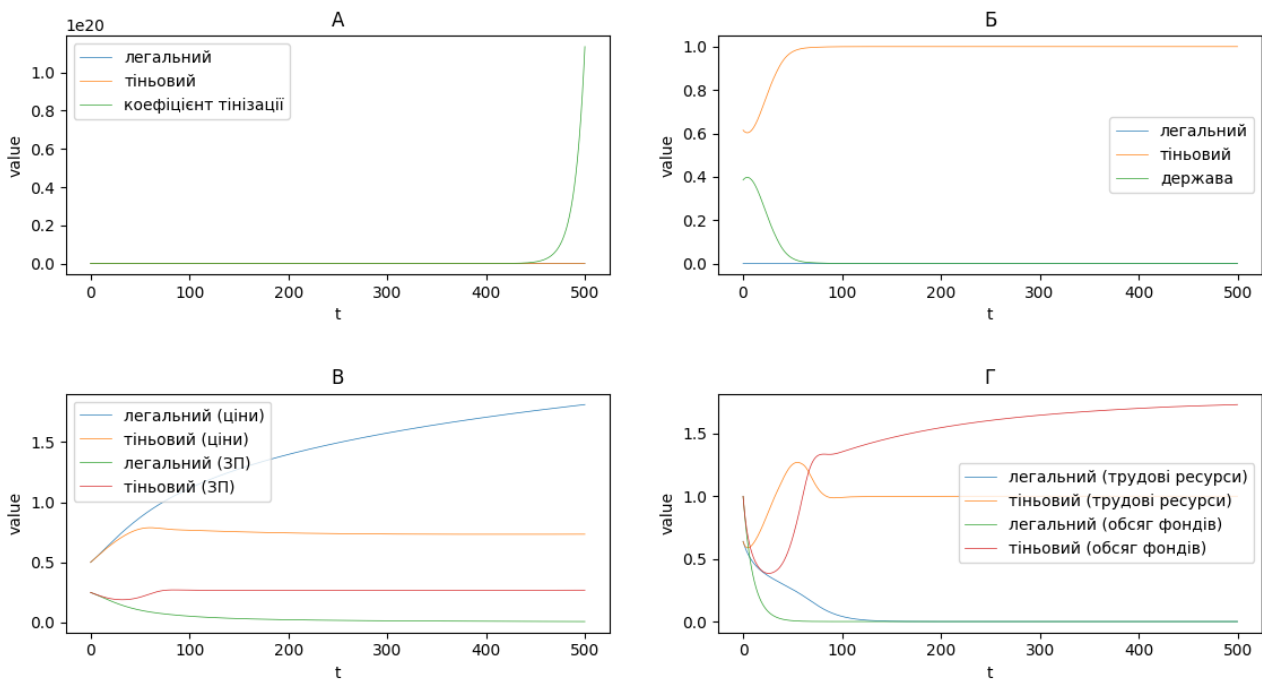 А
1e20
value
1.0
0.8
0.6
0.4
0.2
0.0
легальний
тіньовий
коефіцієнт тінізації
0 100 200 300 400 500
t
Б
value
1.0
0.8
0.6
0.4
0.2
0.0
легальний
тіньовий
держава
0 100 200 300 400 500
t
В
value
1.5
1.0
0.5
0.0
легальний (ціни)
тіньовий (ціни)
легальний (ЗП)
тіньовий (ЗП)
0 100 200 300 400 500
t
Г
value
1.5
1.0
0.5
0.0
легальний (трудові ресурси)
тіньовий (трудові ресурси)
легальний (обсяг фондів)
тіньовий (обсяг фондів)
0 100 200 300 400 500
t